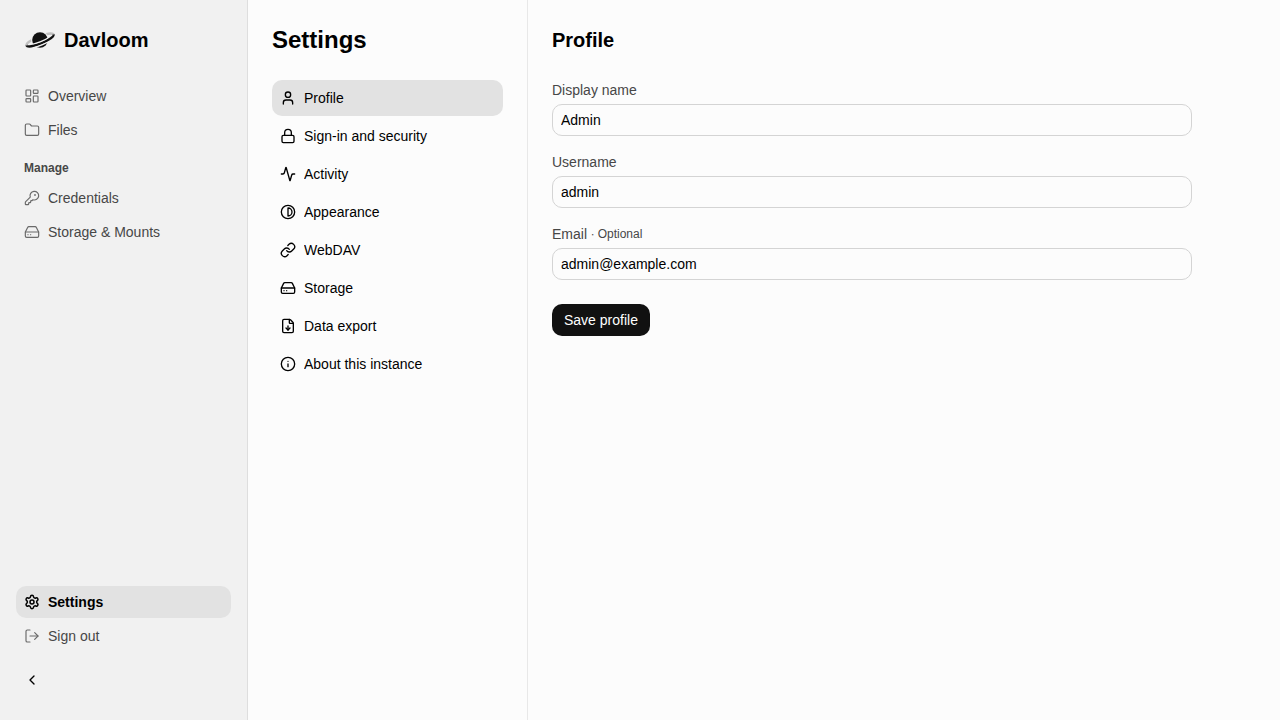 Davloom
Overview
Files
Manage
Credentials
Storage & Mounts
Settings
Sign out
Settings
Profile
Sign-in and security
Activity
Appearance
WebDAV
Storage
Data export
About this instance
Profile
Display name
Admin
Username
admin
Email · Optional
admin@example.com
Save profile